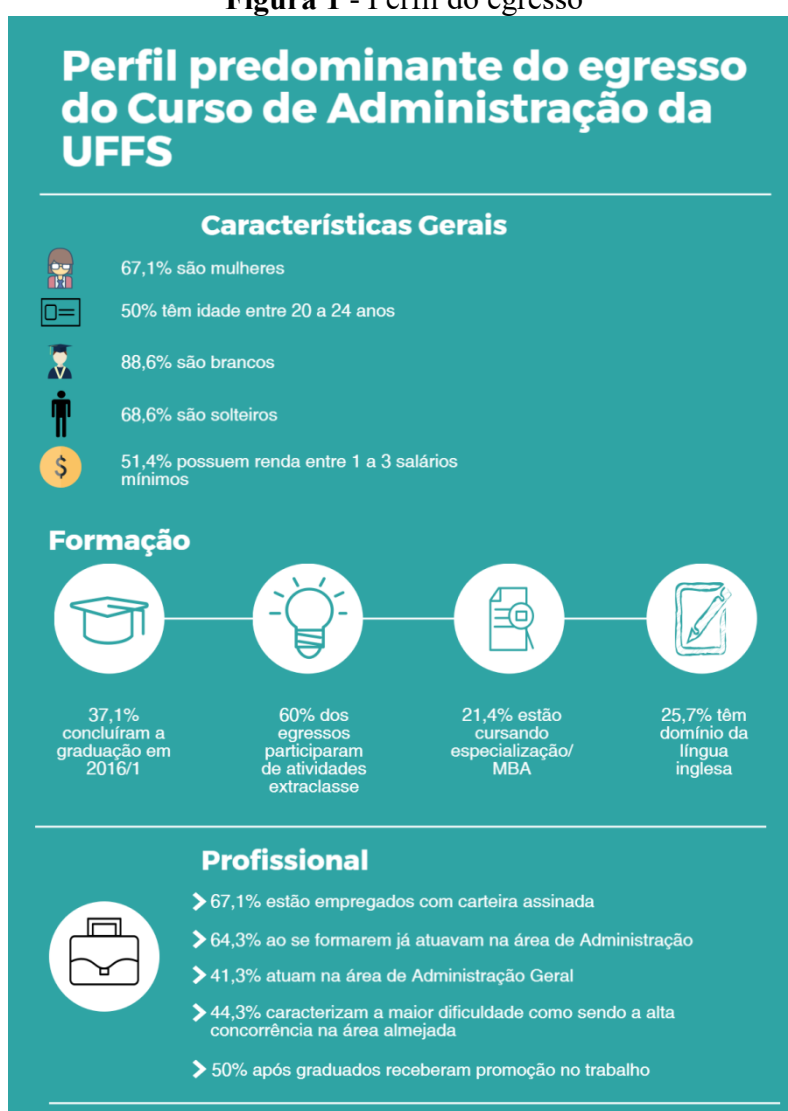 Figura 1 - Perfil do egresso
Perfil predominante do egresso
do Curso de Administração da
UFFS
Características Gerais
67,1% são mulheres
50% têm idade entre 20 a 24 anos
88,6% são brancos
68,6% são solteiros
51,4% possuem renda entre 1 a 3 salários
mínimos
Formação
37,1%
concluíram a
graduação em
2016/1
60% dos
egressos
participaram
de atividades
extraclasse
21,4% estão
cursando
especialização/
MBA
25,7% têm
domínio da
língua
inglesa
Profissional
67,1% estão empregados com carteira assinada
64,3% ao se formarem já atuavam na área de Administração
41,3% atuam na área de Administração Geral
44,3% caracterizam a maior dificuldade como sendo a alta
concorrência na área almejada
50% após graduados receberam promoção no trabalho